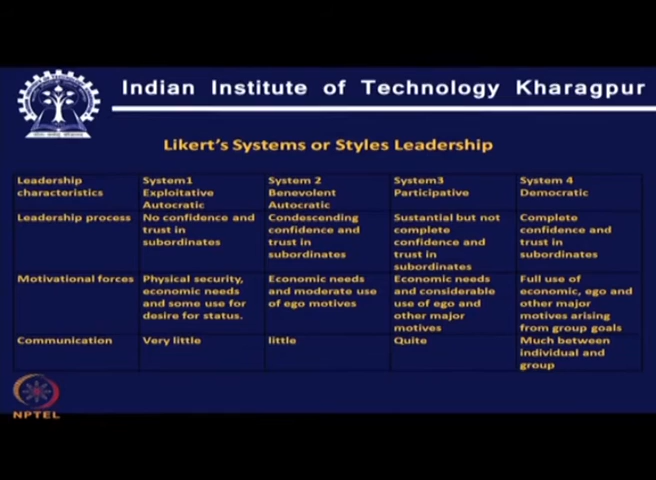 Indian Institute of Technology Kharagpur
Likert's Systems or Styles Leadership
Leadership characteristics
System1 Exploitative Autocratic
System 2 Benevolent Autocratic
System3 Participative
System 4 Democratic
Leadership process
No confidence and trust in subordinates
Condescending confidence and trust in subordinates
Sustantial but not complete confidence and trust in subordinates
Complete confidence and trust in subordinates
Motivational forces
Physical security, economic needs and some use for desire for status.
Economic needs and moderate use of ego motives
Economic needs and considerable use of ego and other major motives
Full use of economic, ego and other major motives arising from group goals
Communication
Very little
little
Quite
Much between individual and group
NPTEL